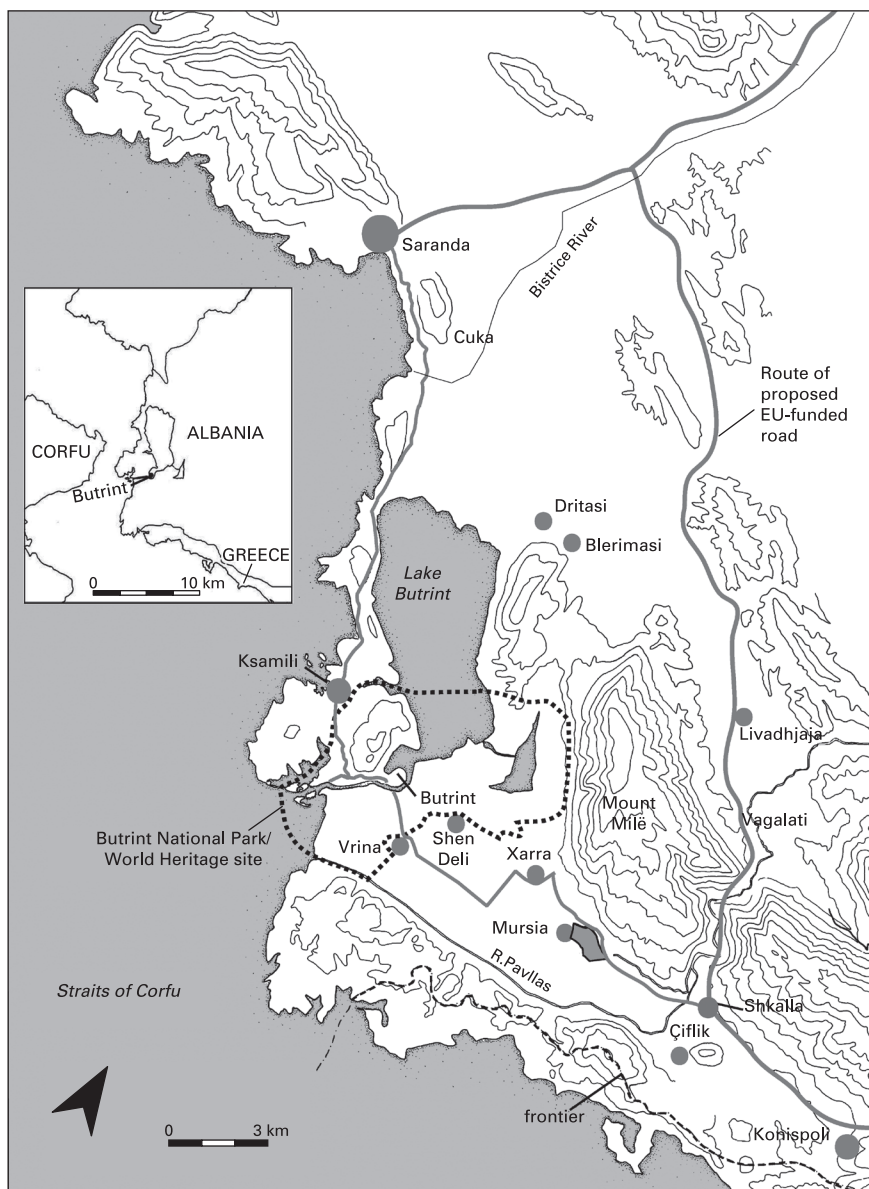 Saranda
Bistrice River
Cuka
Route of
proposed
EU-funded
road
CORFU
ALBANIA
Butrint
GREECE
0 10 km
Dritasi
Blerimasi
Lake
Butrint
Ksamili
Livadhjaja
Butrint
Mount
Milë
Vagalati
Butrint National Park/
World Heritage site
Vrina
Shen
Deli
Xarra
Mursia
R.Pavllas
Straits of Corfu
Shkalla
Çiflik
frontier
0 3 km
Konispoli